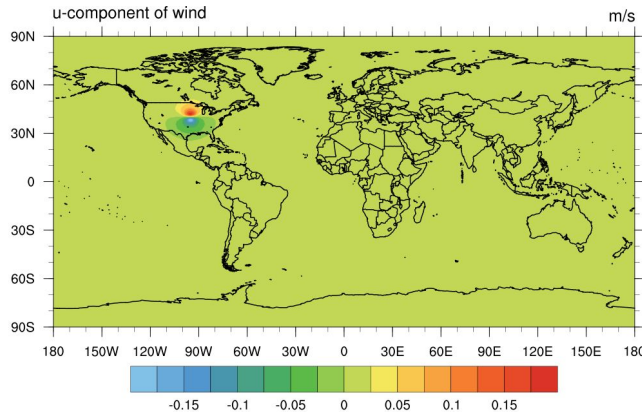 u-component of wind m/s
90N
60N
30N
0
30S
60S
90S
180 150W 120W 90W 60W 30W 0 30E 60E 90E 120E 150E 180
-0.15 -0.1 -0.05 0 0.05 0.1 0.15